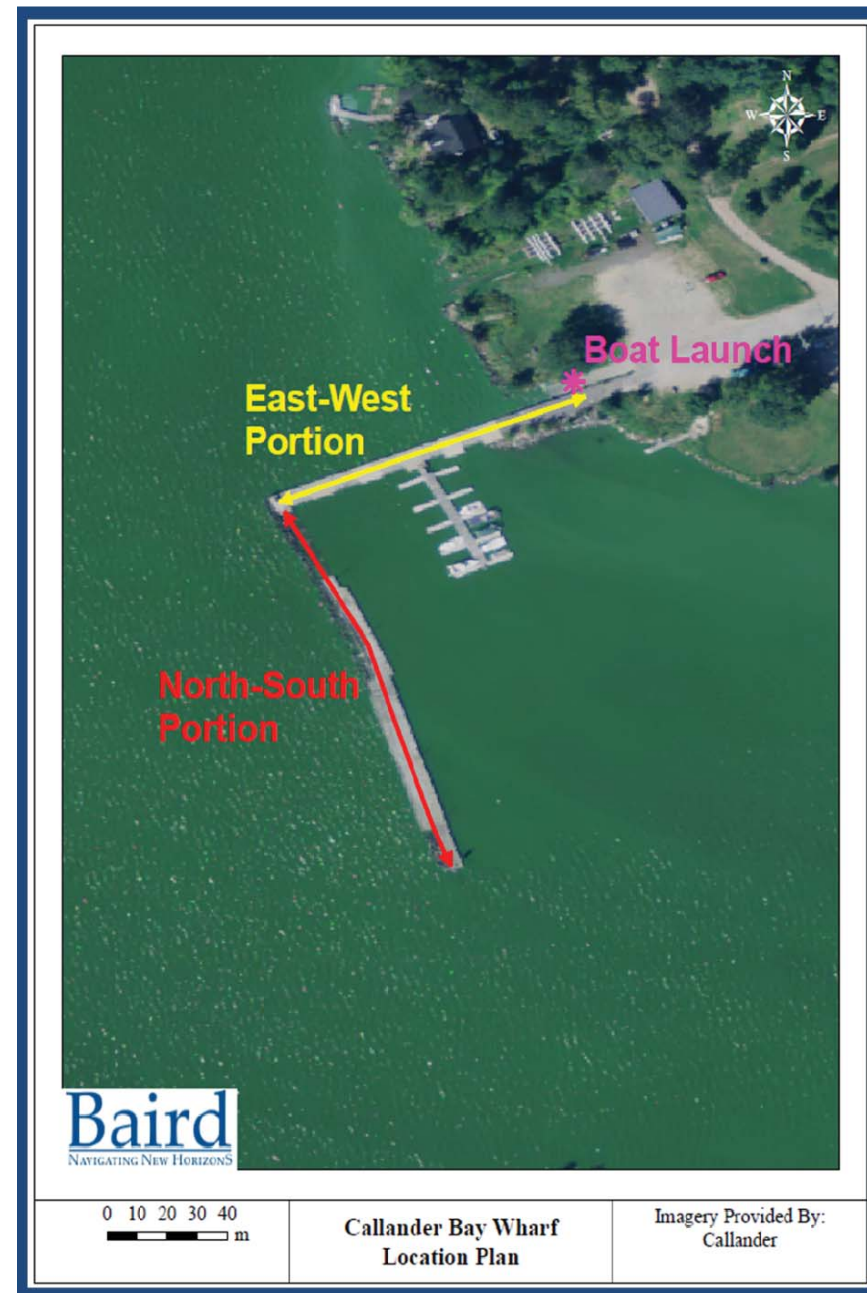 N
W E
S
Boat Launch
East-West
Portion
North-South
Portion
Baird
NAVIGATING NEW HORIZONS
0 10 20 30 40
m
Callander Bay Wharf
Location Plan
Imagery Provided By:
Callander